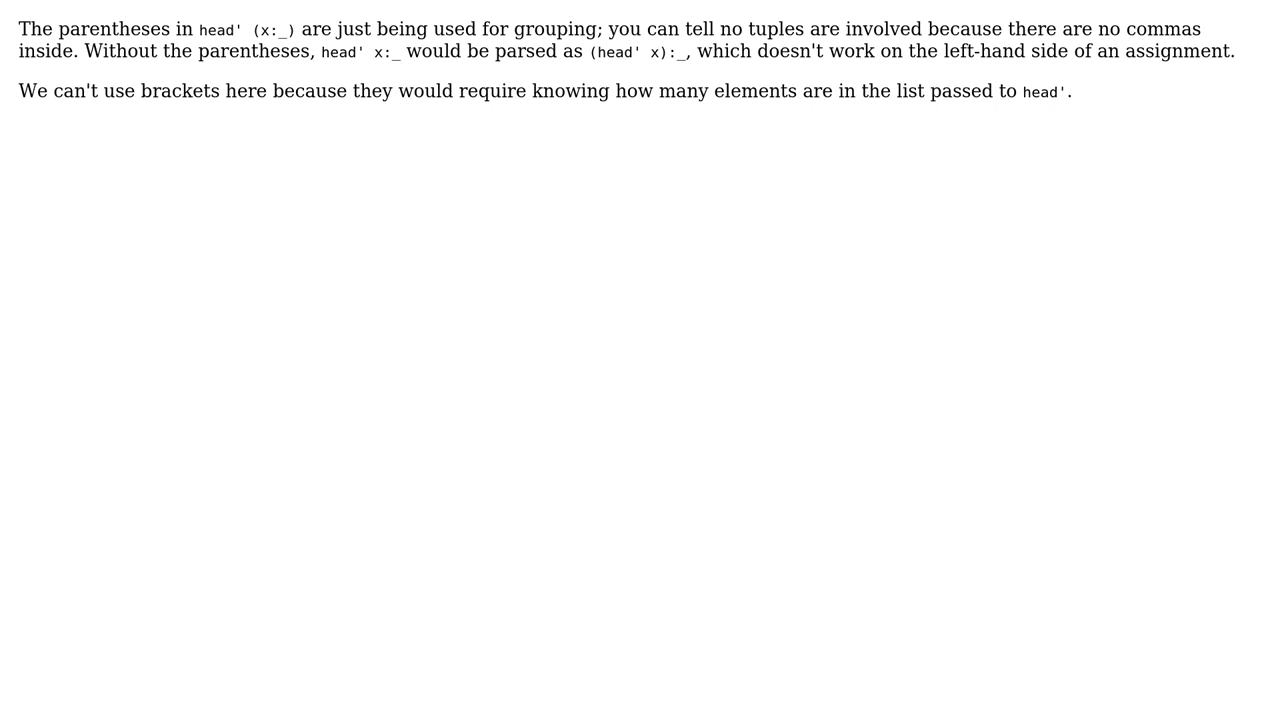 The parentheses in head' (x:_) are just being used for grouping; you can tell no tuples are involved because there are no commas
inside. Without the parentheses, head' x:_ would be parsed as (head' x):_, which doesn't work on the left-hand side of an assignment.
We can't use brackets here because they would require knowing how many elements are in the list passed to head'.